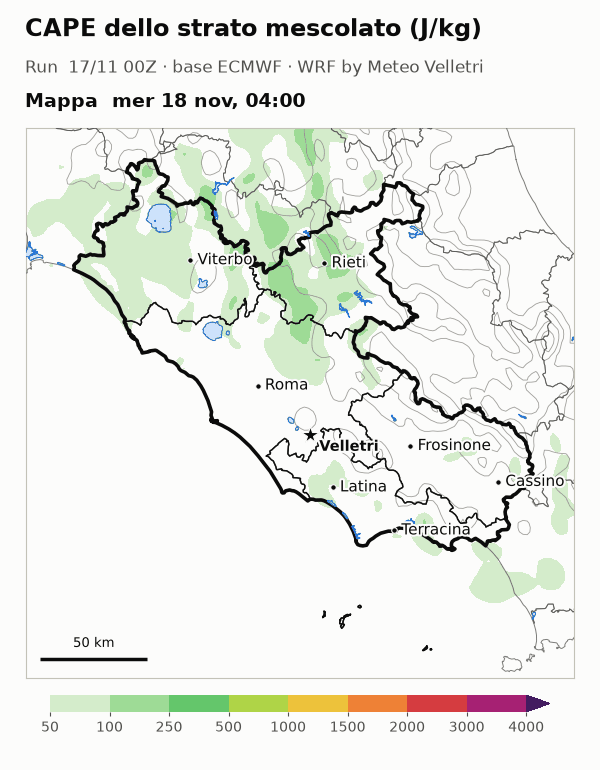 CAPE dello strato mescolato (J/kg)
Run  17/11 00Z · base ECMWF · WRF by Meteo Velletri
Mappa  mer 18 nov, 04:00
Viterbo
Rieti
Roma
Velletri
Frosinone
Latina
Cassino
Terracina
50 km
50 100 250 500 1000 1500 2000 3000 4000